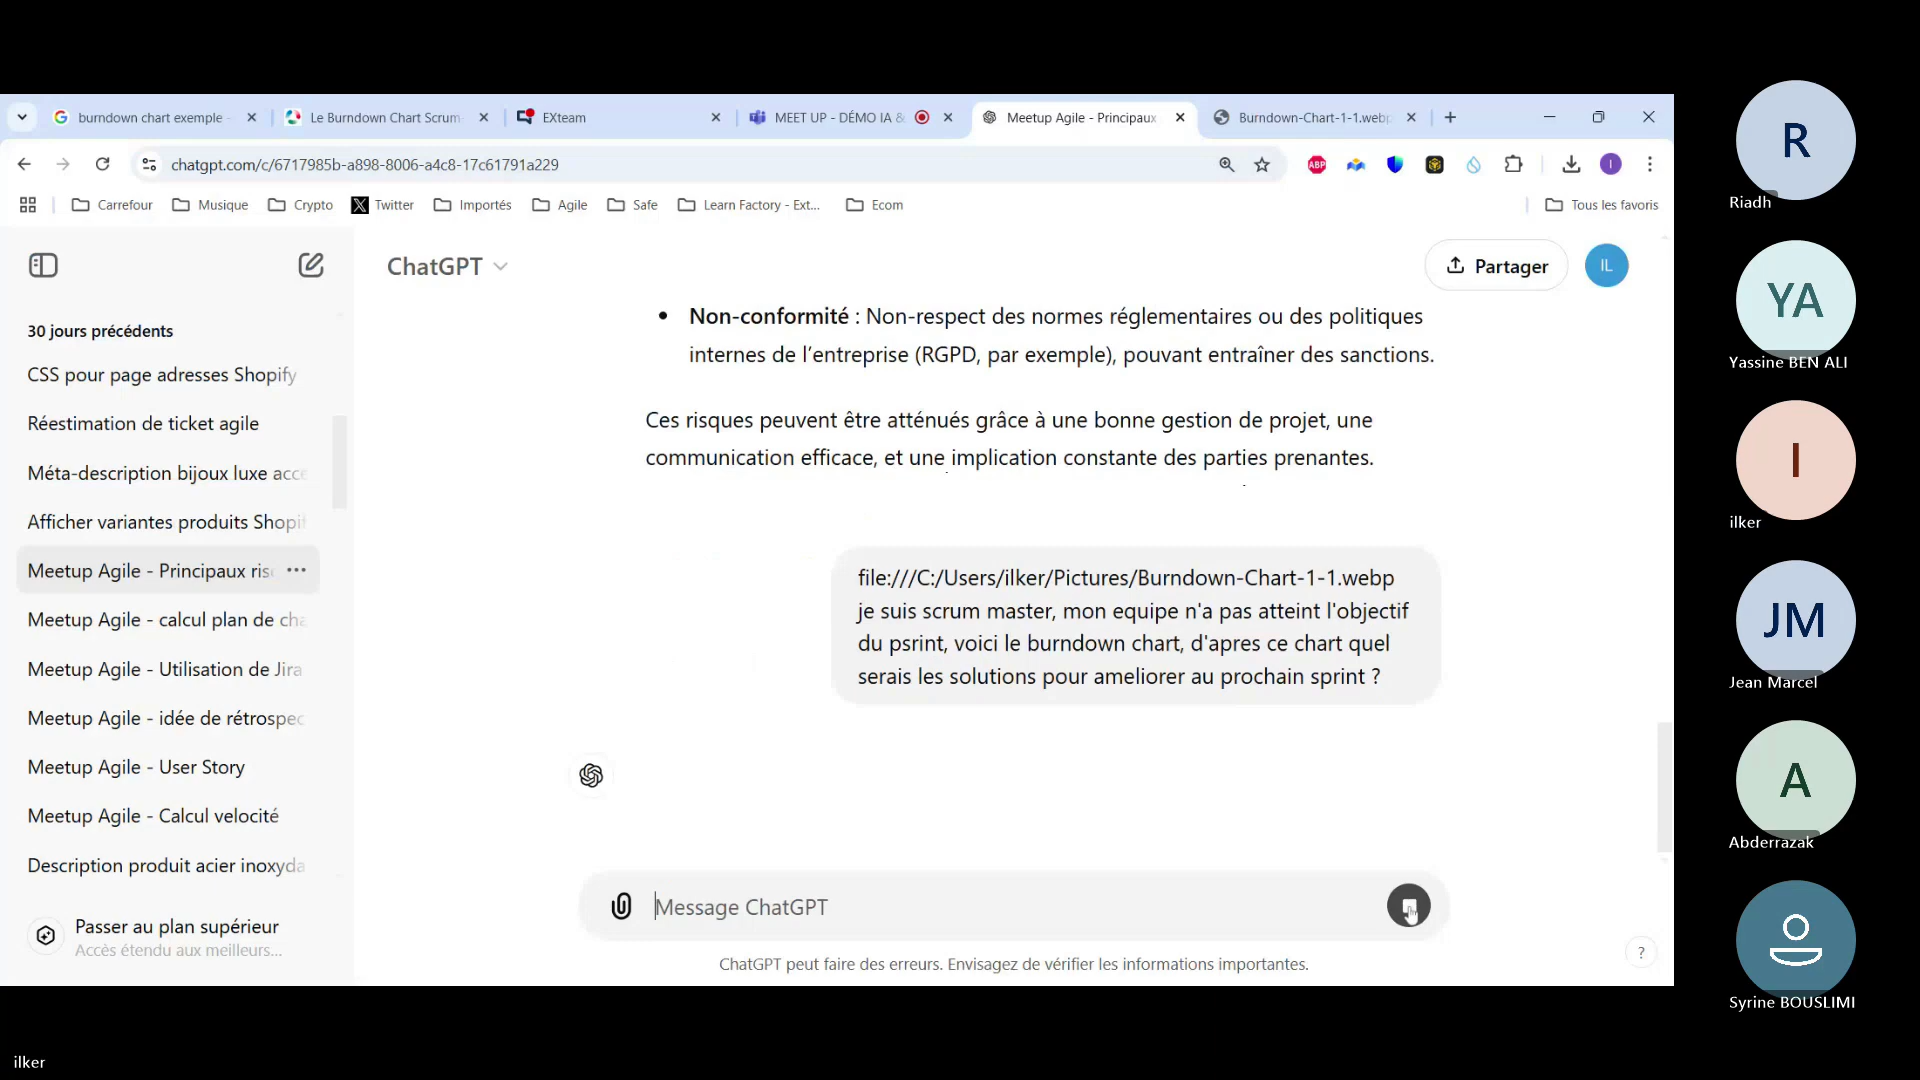 burndown chart exemple -
Le Burndown Chart Scrum
EXteam
MEET UP - DÉMO IA &
Meetup Agile - Principaux
Burndown-Chart-1-1.webp
chatgpt.com/c/6717985b-a898-8006-a4c8-17c61791a229
ABP
I
Carrefour
Musique
Crypto
Twitter
Importés
Agile
Safe
Learn Factory - Ext...
Ecom
Tous les favoris
ChatGPT
Partager
IL
30 jours précédents
CSS pour page adresses Shopify
Réestimation de ticket agile
Méta-description bijoux luxe acce
Afficher variantes produits Shopif
Meetup Agile - Principaux risc
Meetup Agile - calcul plan de cha
Meetup Agile - Utilisation de Jira
Meetup Agile - idée de rétrospec
Meetup Agile - User Story
Meetup Agile - Calcul velocité
Description produit acier inoxyda
Passer au plan supérieur
Accès étendu aux meilleurs...
• Non-conformité : Non-respect des normes réglementaires ou des politiques
internes de l'entreprise (RGPD, par exemple), pouvant entraîner des sanctions.
Ces risques peuvent être atténués grâce à une bonne gestion de projet, une
communication efficace, et une implication constante des parties prenantes.
file:///C:/Users/ilker/Pictures/Burndown-Chart-1-1.webp
je suis scrum master, mon equipe n'a pas atteint l'objectif
du psrint, voici le burndown chart, d'apres ce chart quel
serais les solutions pour ameliorer au prochain sprint ?
Message ChatGPT
ChatGPT peut faire des erreurs. Envisagez de vérifier les informations importantes.
?
R
Riadh
YA
Yassine BEN ALI
I
ilker
JM
Jean Marcel
A
Abderrazak
Syrine BOUSLIMI
ilker